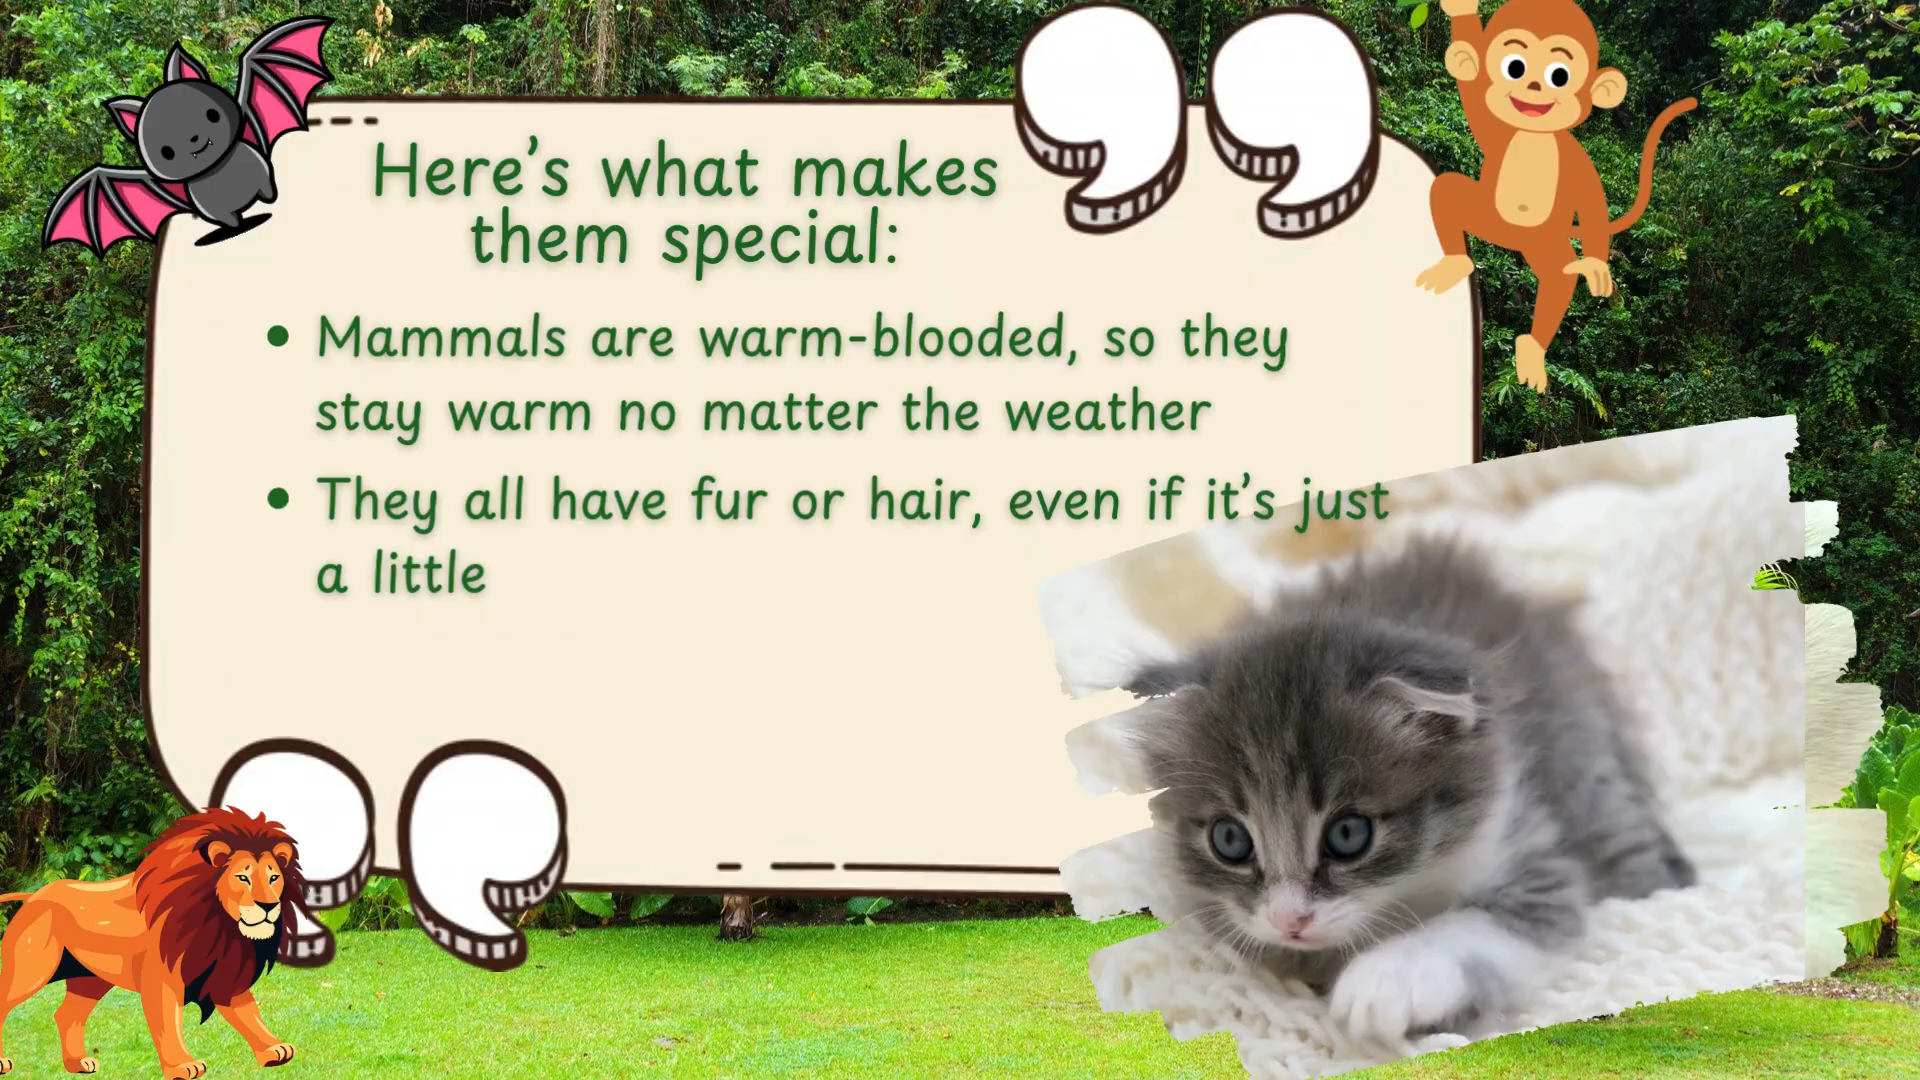 Here's what makes
them special:
• Mammals are warm-blooded, so they
stay warm no matter the weather
• They all have fur or hair, even if it's just
a little